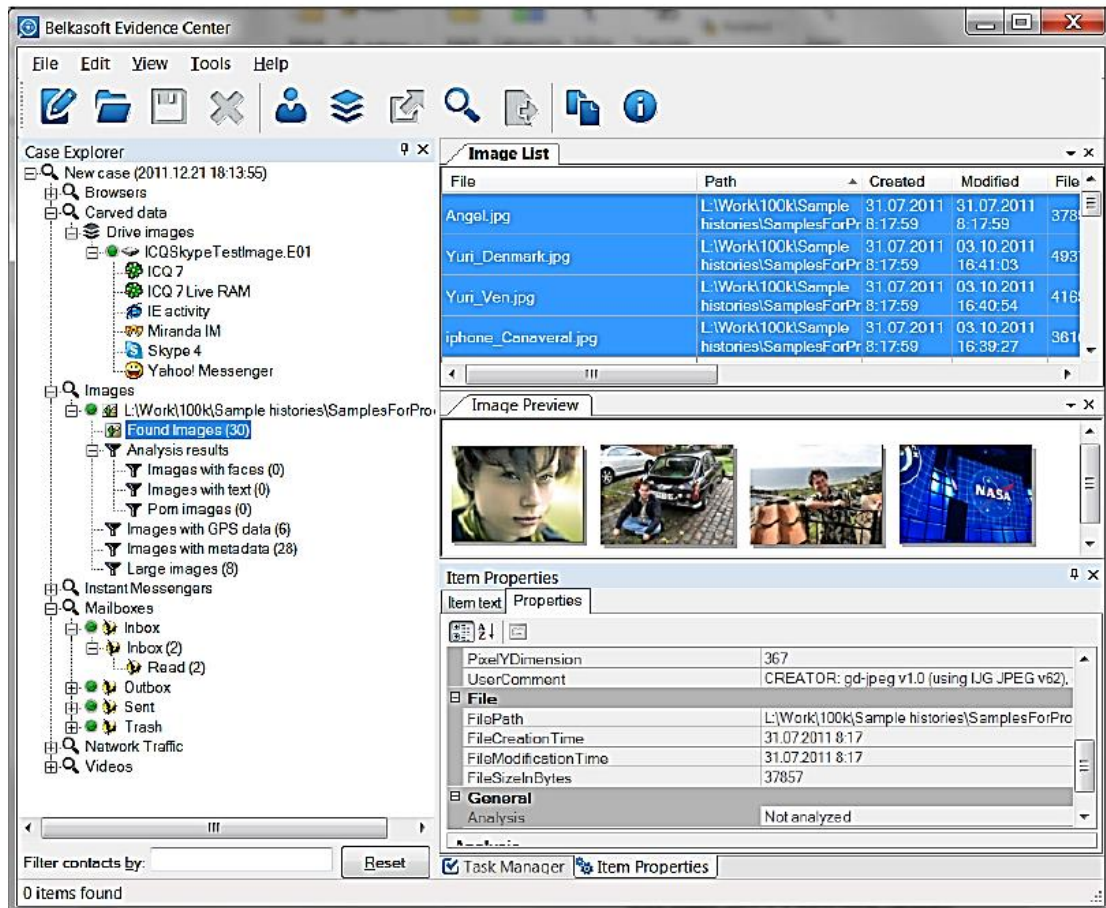 Belkasoft Evidence Center
File Edit View Tools Help
Case Explorer
New case (2011.12.21 18:13:55)
Browsers
Carved data
Drive images
ICQSkypeTestImage.E01
ICQ 7
ICQ 7 Live RAM
IE activity
Miranda IM
Skype 4
Yahoo! Messenger
Images
L:\Work\100k\Sample histories\SamplesForPro
Found Images (30)
Analysis results
Images with faces (0)
Images with text (0)
Porn images (0)
Images with GPS data (6)
Images with metadata (28)
Large images (8)
Instant Messengers
Mailboxes
Inbox
Inbox (2)
Read (2)
Outbox
Sent
Trash
Network Traffic
Videos
Filter contacts by: Reset
0 items found
Image List
File Path Created Modified File
Angel.jpg L:\Work\100k\Sample histories\SamplesForPr 31.07.2011 8:17:59 31.07.2011 8:17:59 378
Yuri_Denmark.jpg L:\Work\100k\Sample histories\SamplesForPr 31.07.2011 8:17:59 03.10.2011 16:41:03 493
Yuri_Ven.jpg L:\Work\100k\Sample histories\SamplesForPr 31.07.2011 8:17:59 03.10.2011 16:40:54 416
iphone_Canaveral.jpg L:\Work\100k\Sample histories\SamplesForPr 31.07.2011 8:17:59 03.10.2011 16:39:27 361
Image Preview
NASA
Item Properties
Item text Properties
PixelYDimension 367
UserComment CREATOR: gd-jpeg v1.0 (using IJG JPEG v62),
File
FilePath L:\Work\100k\Sample histories\SamplesForPro
FileCreationTime 31.07.2011 8:17
FileModificationTime 31.07.2011 8:17
FileSizeInBytes 37857
General
Analysis Not analyzed
Task Manager Item Properties